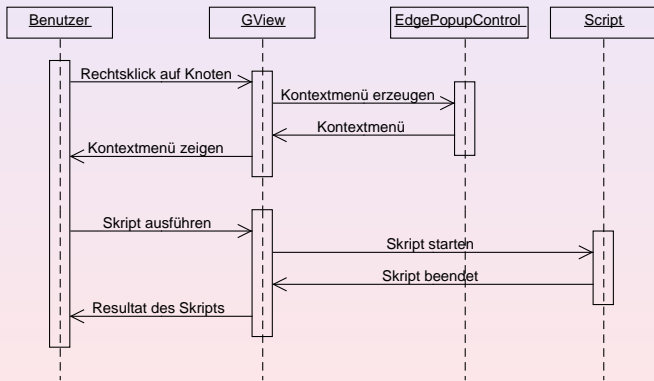 Benutzer
GView
EdgePopupControl
Script
Rechtsklick auf Knoten
Kontextmenü erzeugen
Kontextmenü
Kontextmenü zeigen
Skript ausführen
Skript starten
Skript beendet
Resultat des Skripts